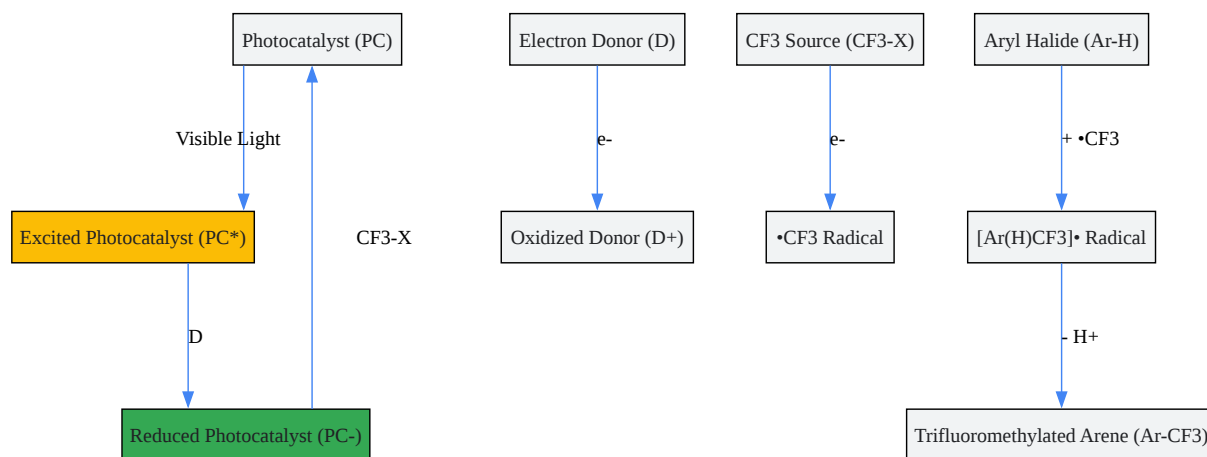 Photocatalyst (PC)
Electron Donor (D)
CF3 Source (CF3-X)
Aryl Halide (Ar-H)
Visible Light
e-
e-
+ •CF3
Excited Photocatalyst (PC*)
CF3-X
Oxidized Donor (D+)
•CF3 Radical
[Ar(H)CF3]• Radical
D
- H+
Reduced Photocatalyst (PC-)
Trifluoromethylated Arene (Ar-CF3)